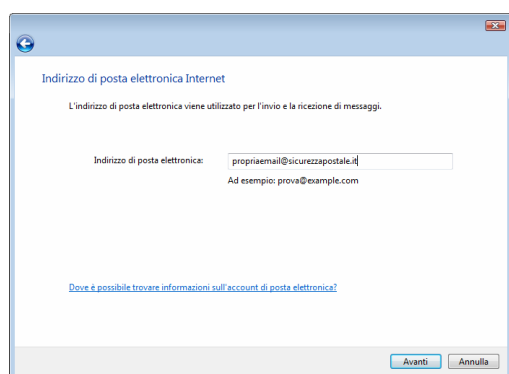 Indirizzo di posta elettronica Internet
L'indirizzo di posta elettronica viene utilizzato per l'invio e la ricezione di messaggi.
Indirizzo di posta elettronica: propriaemail@sicurezzapostale.it
Ad esempio: prova@example.com
Dove è possibile trovare informazioni sull'account di posta elettronica?
Avanti Annulla